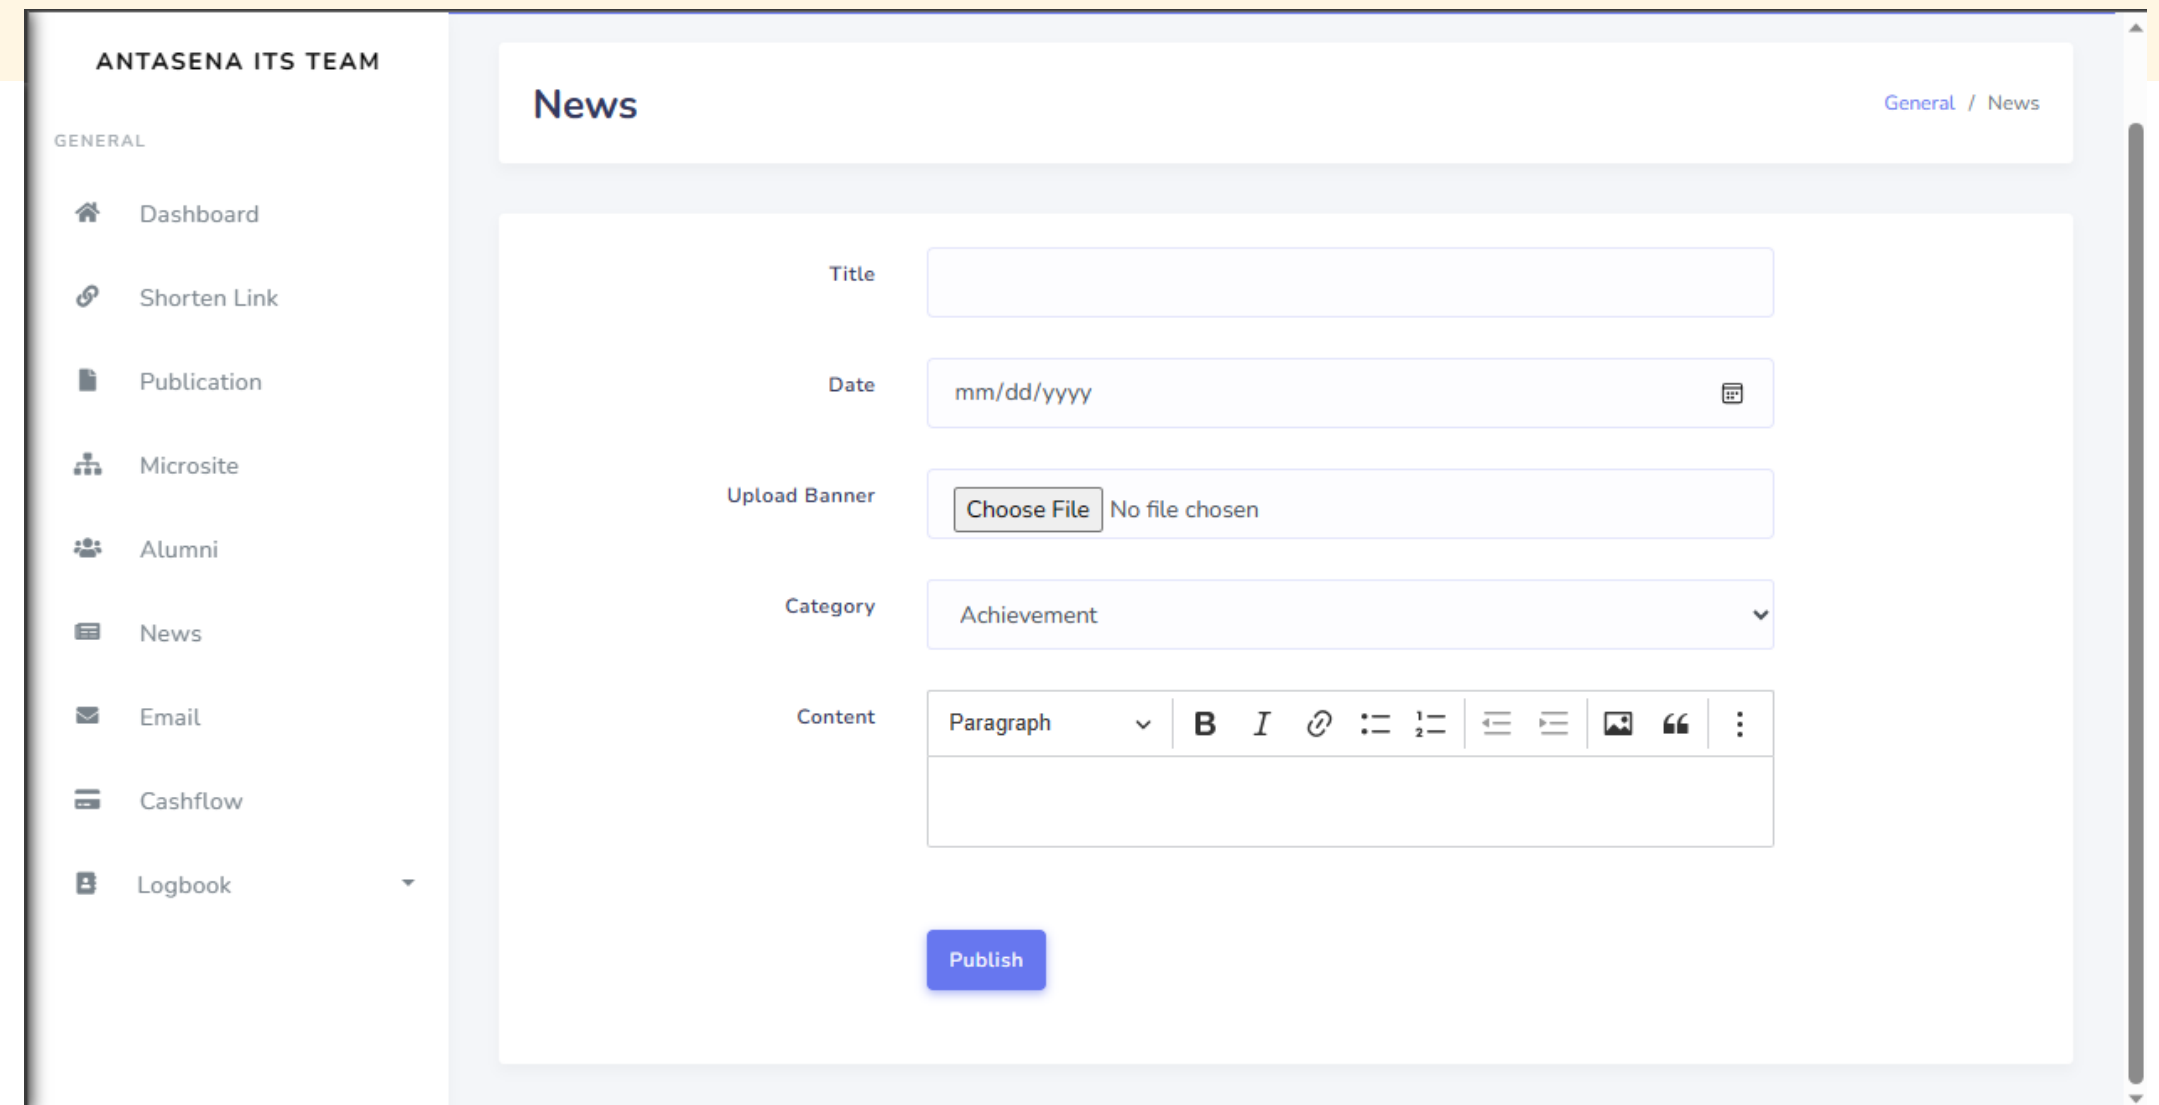 ANTASENA ITS TEAM
GENERAL
Dashboard
Shorten Link
Publication
Microsite
Alumni
News
Email
Cashflow
Logbook
News
General / News
Title
Date
mm/dd/yyyy
Upload Banner
Choose File No file chosen
Category
Achievement
Content
Paragraph
Publish